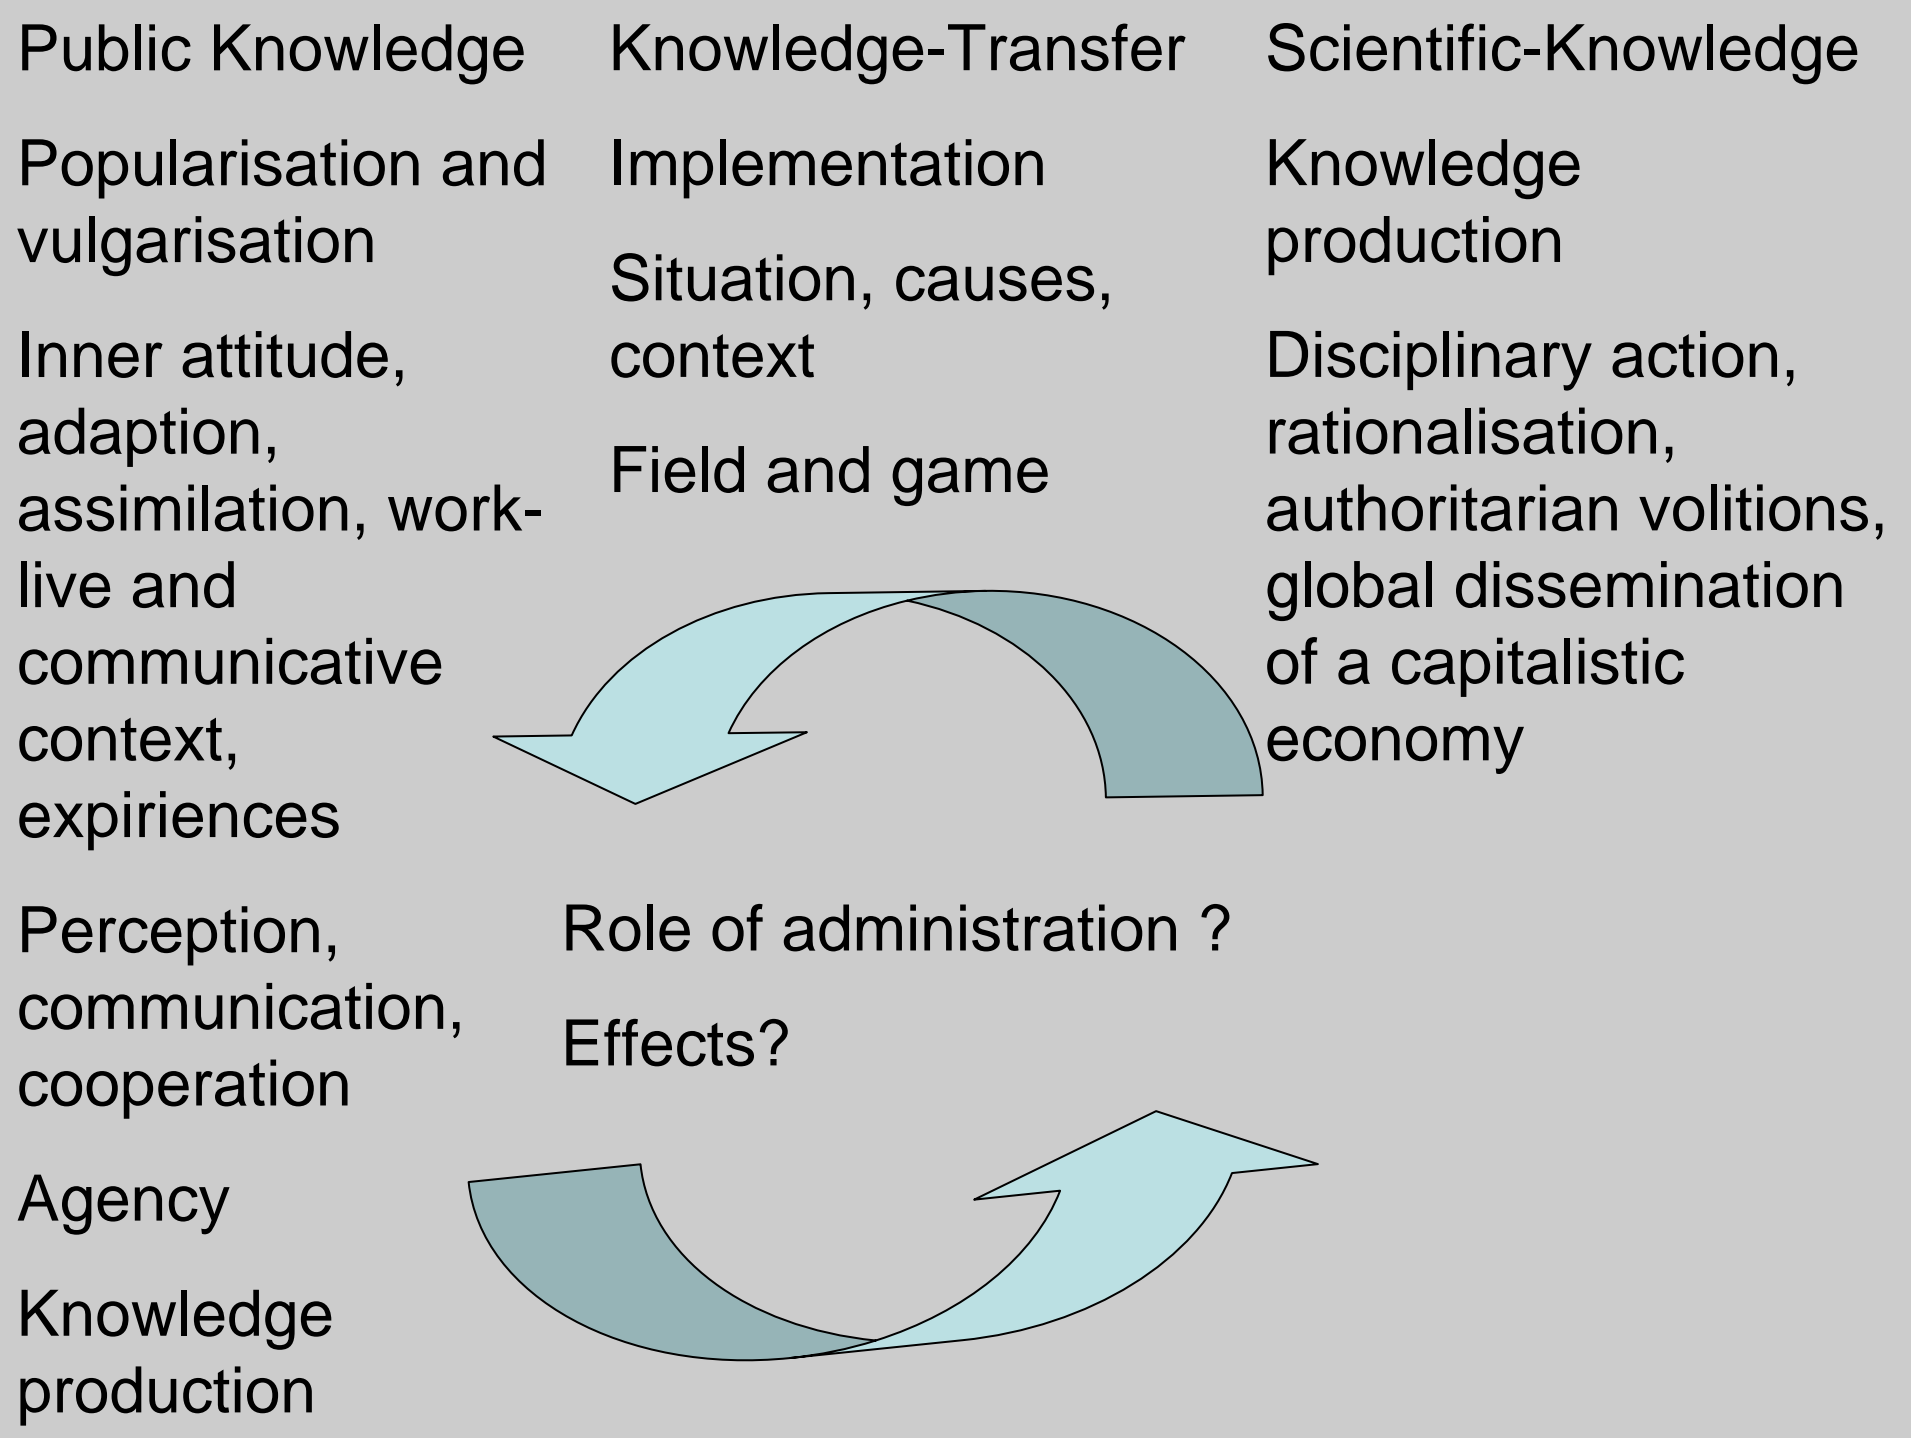 Public Knowledge
Popularisation and
vulgarisation
Inner attitude,
adaption,
assimilation, work-
live and
communicative
context,
expiriences
Perception,
communication,
cooperation
Agency
Knowledge
production
Knowledge-Transfer
Implementation
Situation, causes,
context
Field and game
Role of administration ?
Effects?
Scientific-Knowledge
Knowledge
production
Disciplinary action,
rationalisation,
authoritarian volitions,
global dissemination
of a capitalistic
economy